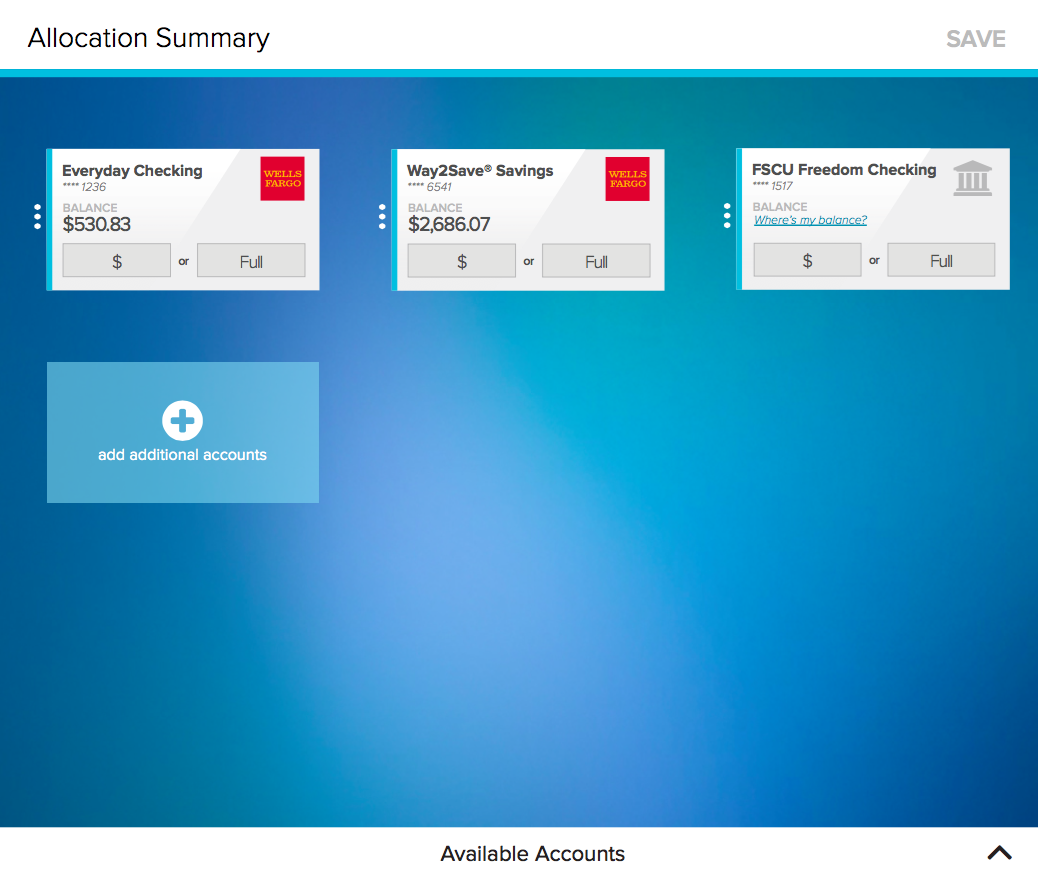 Allocation Summary
SAVE
Everyday Checking
**** 1236
WELLS
FARGO
BALANCE
$530.83
$ or Full
Way2Save® Savings
**** 6541
WELLS
FARGO
BALANCE
$2,686.07
$ or Full
FSCU Freedom Checking
**** 1517
BALANCE
Where's my balance?
$ or Full
add additional accounts
Available Accounts